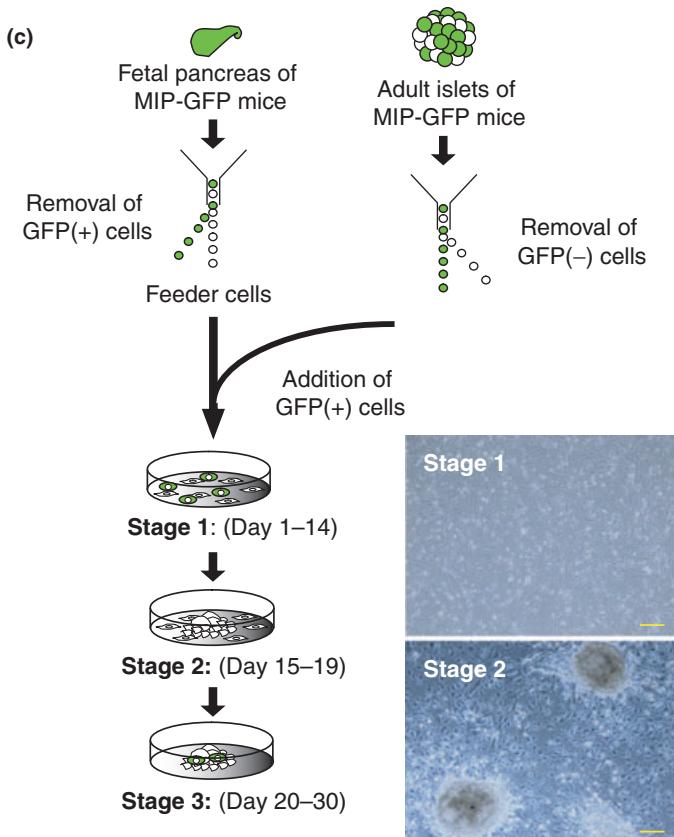 (c)
Fetal pancreas of
MIP-GFP mice
Adult islets of
MIP-GFP mice
Removal of
GFP(+) cells
Removal of
GFP(−) cells
Feeder cells
Addition of
GFP(+) cells
Stage 1: (Day 1–14)
Stage 2: (Day 15–19)
Stage 3: (Day 20–30)
Stage 1
Stage 2